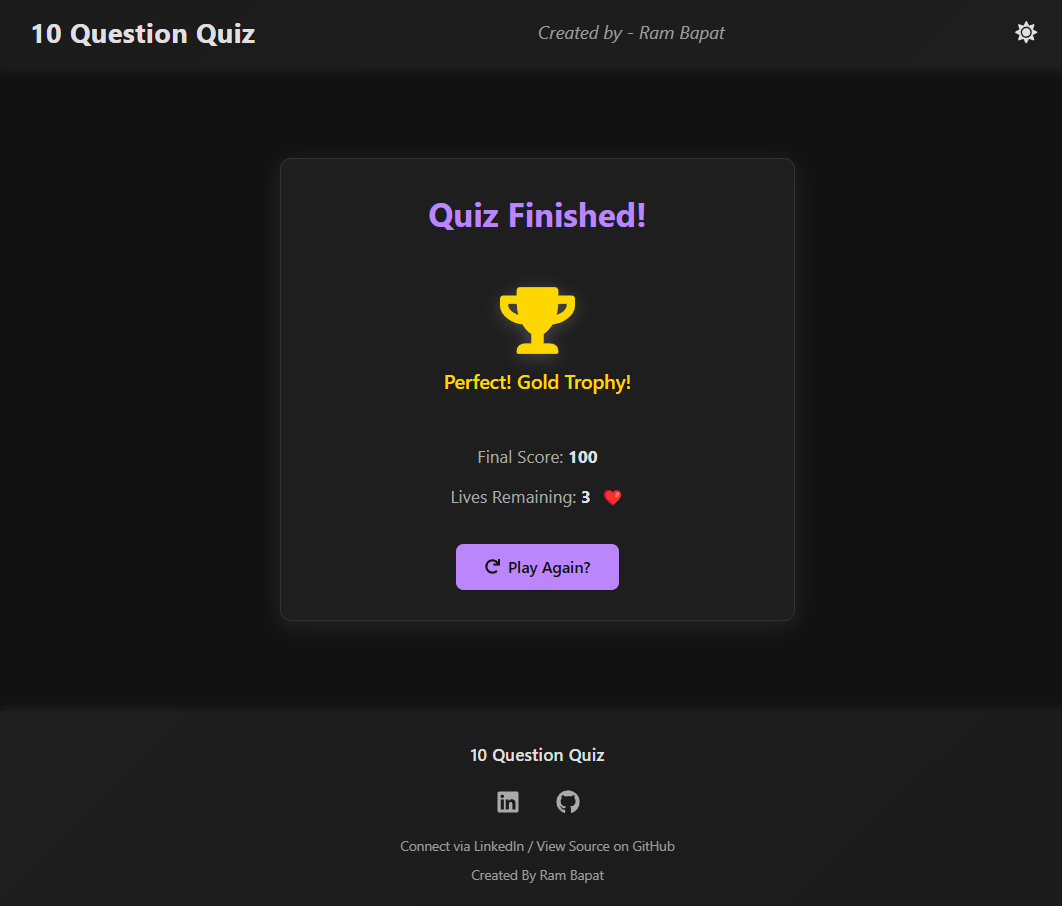 10 Question Quiz
Created by - Ram Bapat
Quiz Finished!
Perfect! Gold Trophy!
Final Score: 100
Lives Remaining: 3 ❤️
Play Again?
10 Question Quiz
Connect via LinkedIn / View Source on GitHub
Created By Ram Bapat